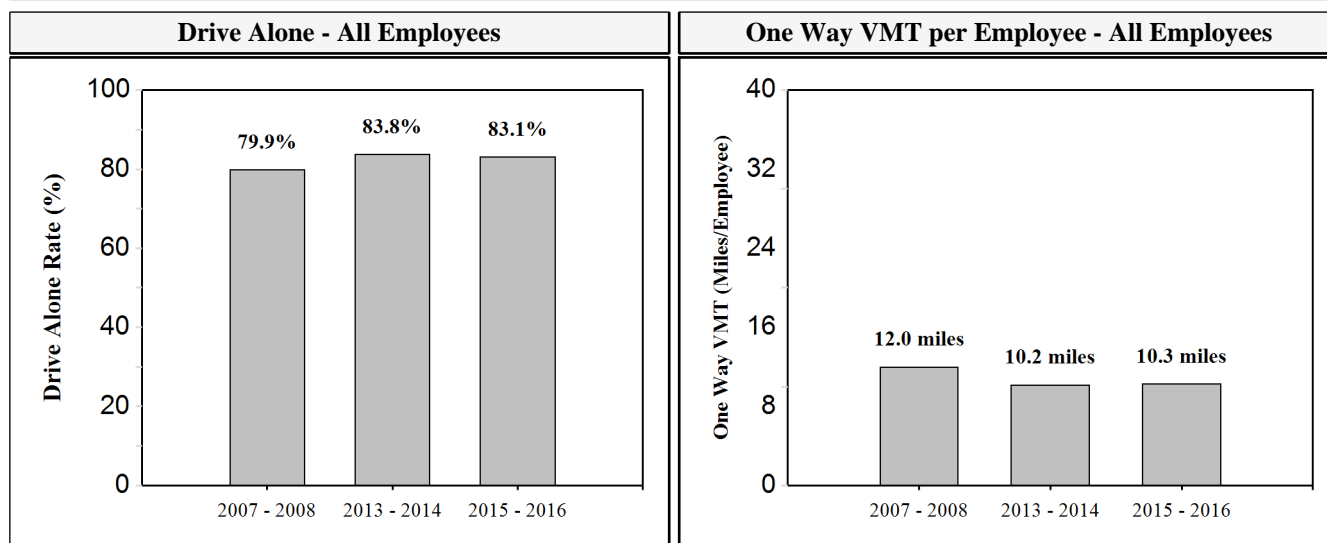 Drive Alone - All Employees
One Way VMT per Employee - All Employees
Drive Alone Rate (%)
100
80
60
40
20
0
79.9%
83.8%
83.1%
2007 - 2008
2013 - 2014
2015 - 2016
One Way VMT (Miles/Employee)
40
32
24
16
8
0
12.0 miles
10.2 miles
10.3 miles
2007 - 2008
2013 - 2014
2015 - 2016